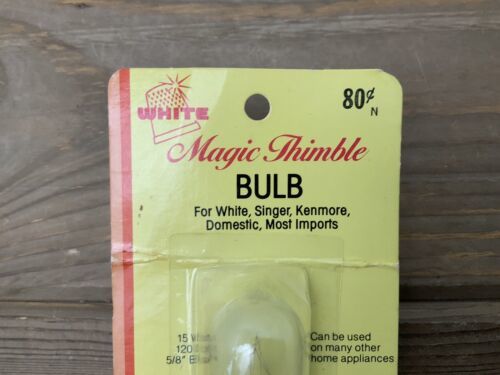 WHITE
80¢
N
Magic Thimble
BULB
For White, Singer, Kenmore,
Domestic, Most Imports
15
120
5/8"
Can be used
on many other
home appliances